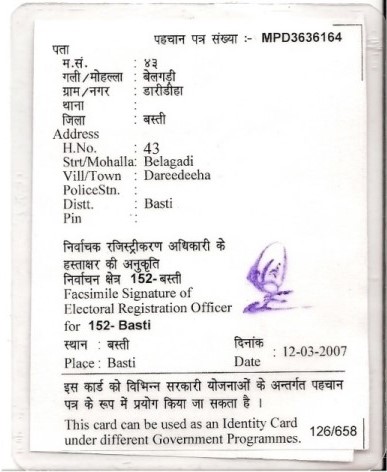 पहचान पत्र संख्या :- MPD3636164
पता
म.सं. : ४३
गली/मोहल्ला : बेलगड़ी
ग्राम/नगर : डारीडीहा
थाना :
जिला : बस्ती
Address
H.No. : 43
Strt/Mohalla: Belagadi
Vill/Town : Dareedeeha
PoliceStn. :
Distt. : Basti
Pin :
निर्वाचक रजिस्ट्रीकरण अधिकारी के
हस्ताक्षर की अनुकृति
निर्वाचन क्षेत्र 152-बस्ती
Facsimile Signature of
Electoral Registration Officer
for 152- Basti
स्थान : बस्ती दिनांक
Place : Basti Date : 12-03-2007
इस कार्ड को विभिन्न सरकारी योजनाओं के अन्तर्गत पहचान
पत्र के रूप में प्रयोग किया जा सकता है ।
This card can be used as an Identity Card
under different Government Programmes. 126/658